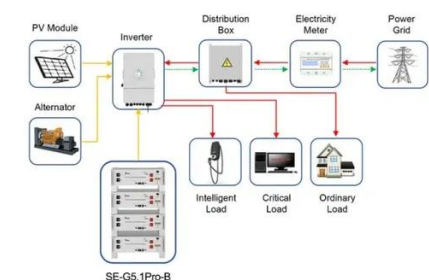 PV Module
Inverter
Distribution
Box
Electricity
Meter
Power
Grid
Alternator
Intelligent
Load
Critical
Load
Ordinary
Load
SE-G5.1Pro-B